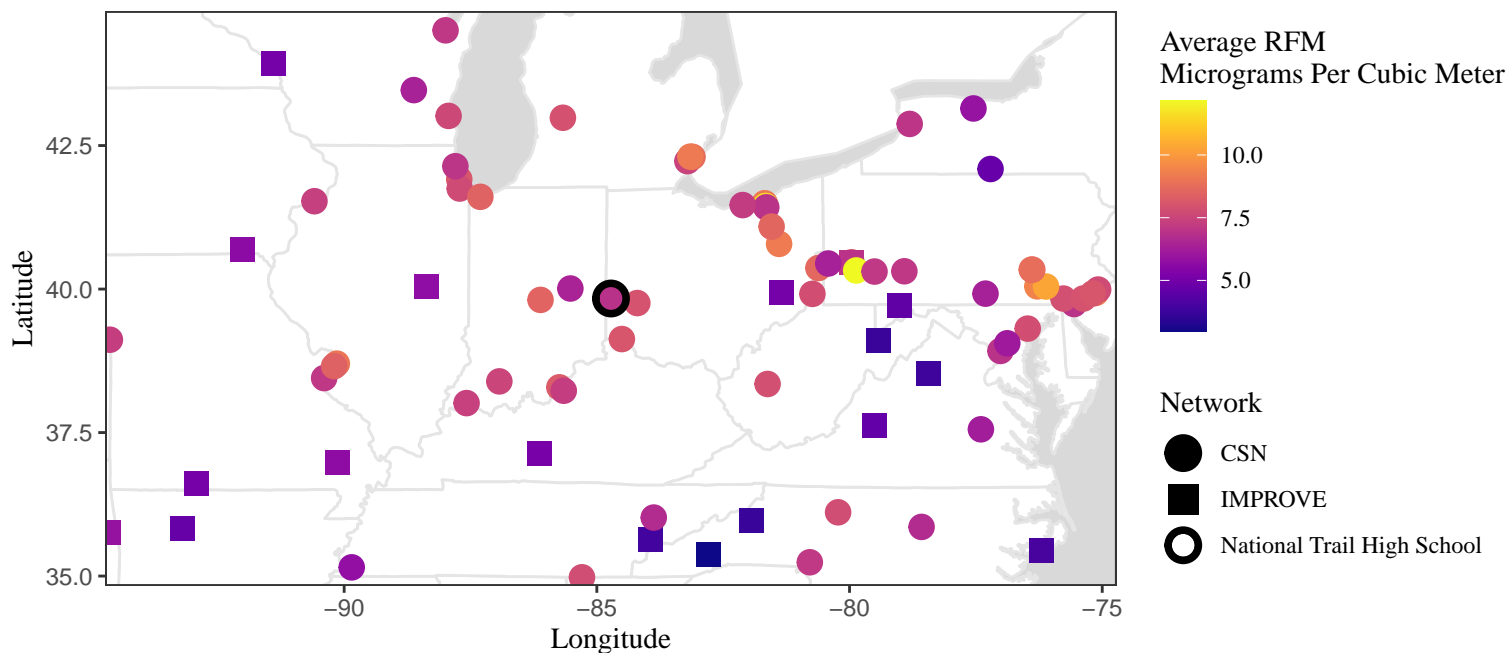 Average RFM
Micrograms Per Cubic Meter
10.0
7.5
5.0
Network
CSN
IMPROVE
National Trail High School
Latitude
42.5
40.0
37.5
35.0
−90
−85
−80
−75
Longitude